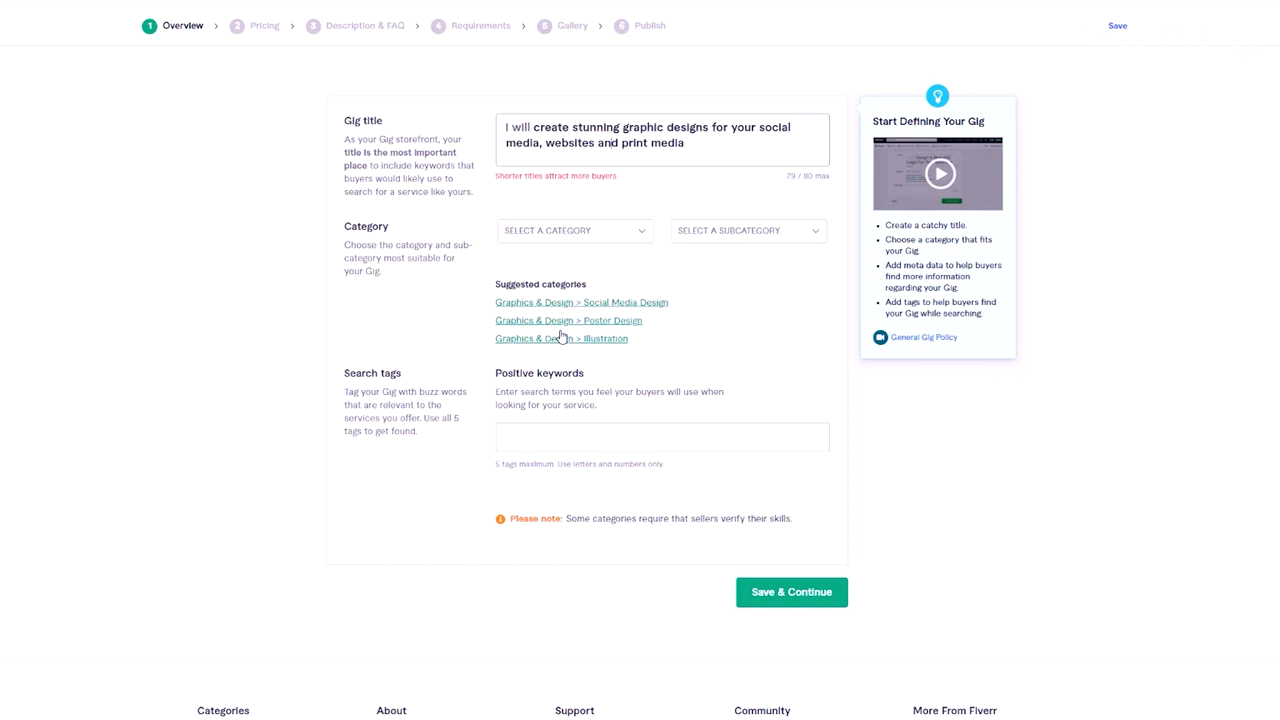 1 Overview > 2 Pricing > 3 Description & FAQ > 4 Requirements > 5 Gallery > 6 Publish
Save
Gig title
As your Gig storefront, your
title is the most important
place to include keywords that
buyers would likely use to
search for a service like yours.
I will create stunning graphic designs for your social
media, websites and print media
Shorter titles attract more buyers
79 / 80 max
Category
Choose the category and sub-
category most suitable for
your Gig.
SELECT A CATEGORY
SELECT A SUBCATEGORY
Suggested categories
Graphics & Design > Social Media Design
Graphics & Design > Poster Design
Graphics & Design > Illustration
Search tags
Tag your Gig with buzz words
that are relevant to the
services you offer. Use all 5
tags to get found.
Positive keywords
Enter search terms you feel your buyers will use when
looking for your service.
5 tags maximum. Use letters and numbers only
Please note: Some categories require that sellers verify their skills.
Save & Continue
Start Defining Your Gig
Create a catchy title.
Choose a category that fits
your Gig.
Add meta data to help buyers
find more information
regarding your Gig.
Add tags to help buyers find
your Gig while searching.
General Gig Policy
Categories
About
Support
Community
More From Fiverr